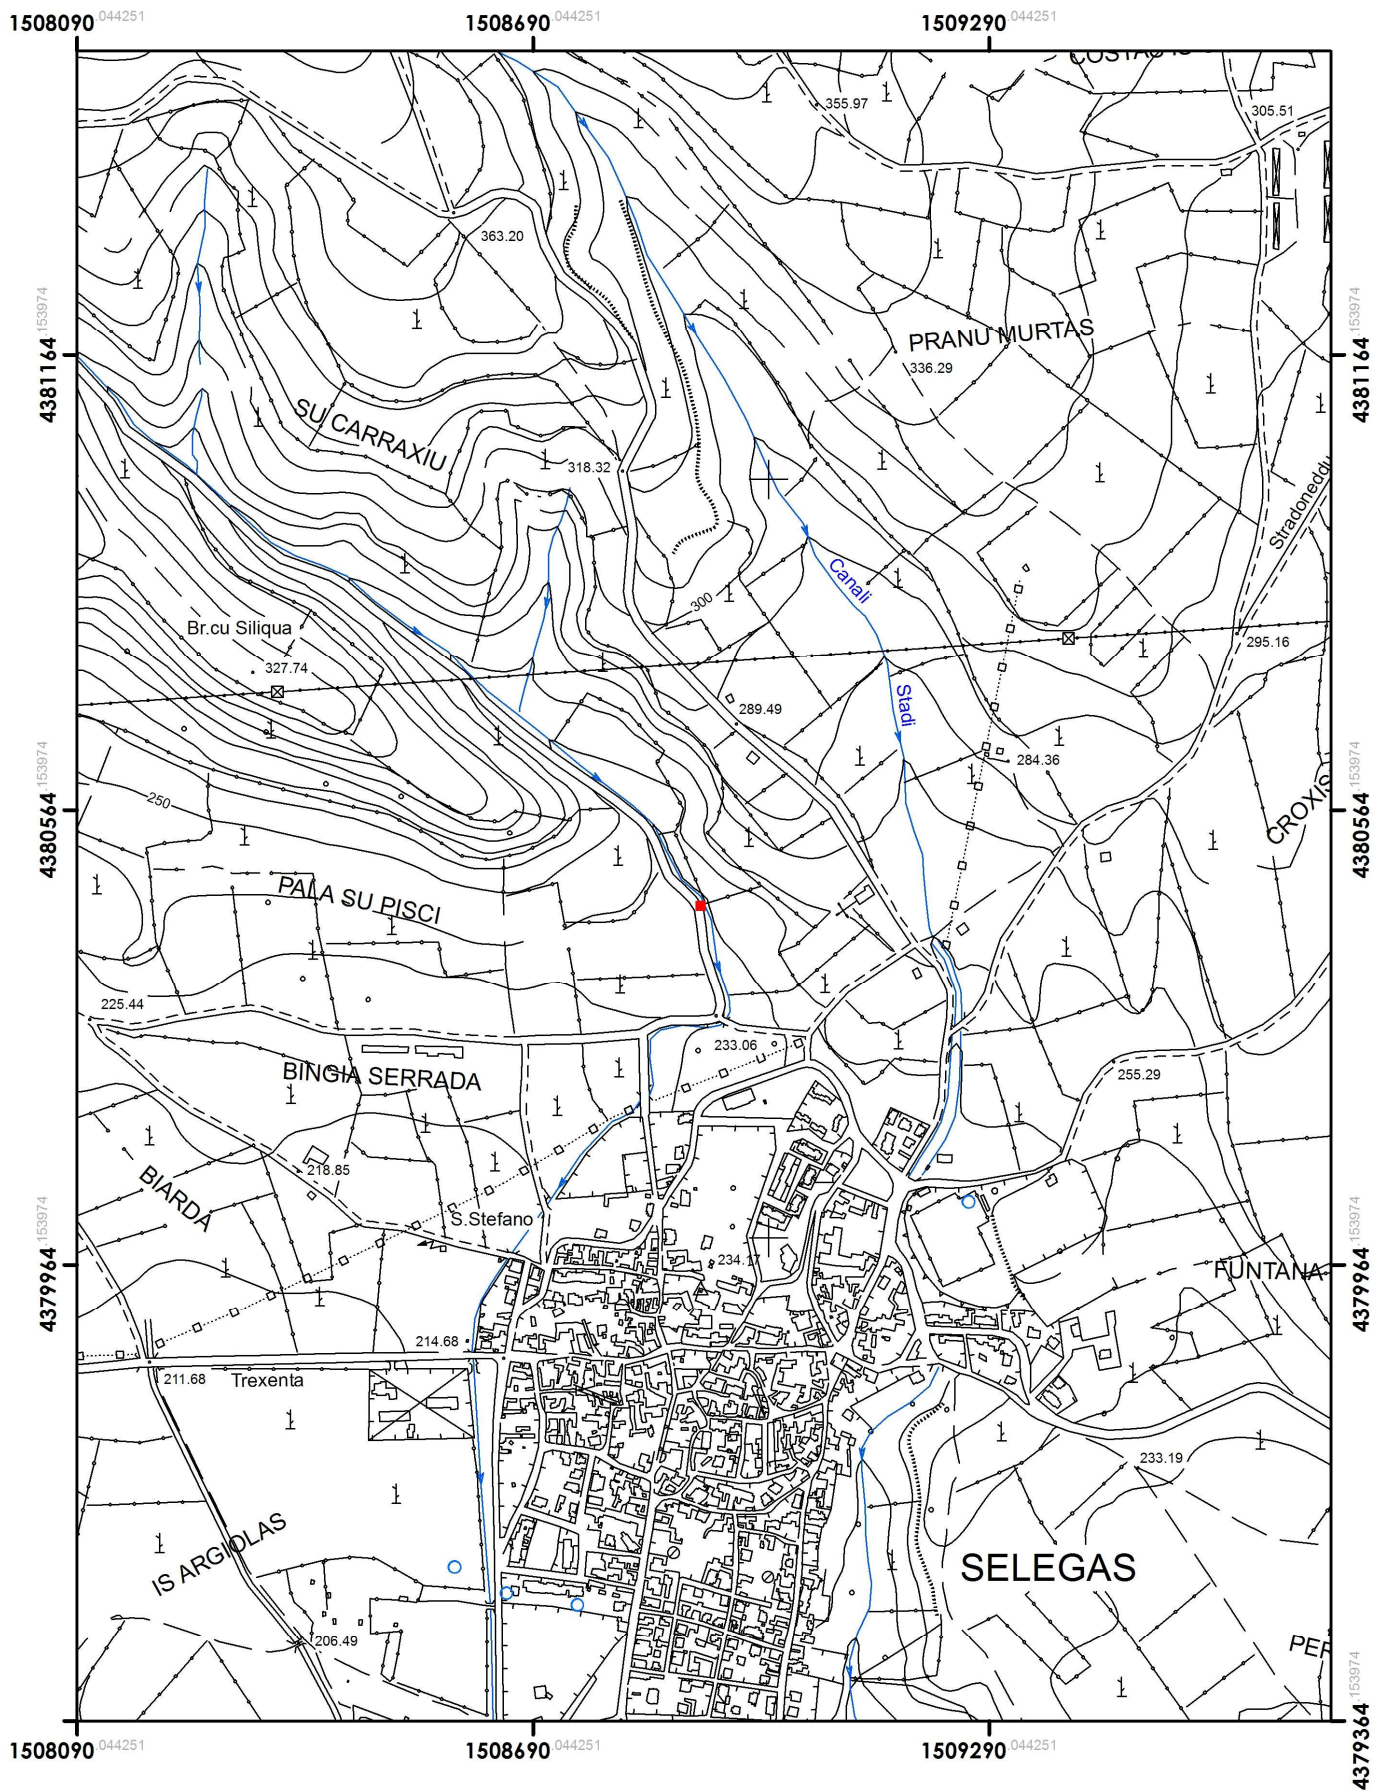 1508090.044251
1508690.044251
1509290.044251
355.97
305.51
363.20
4381164.153974
4381164.153974
PRANU MURTAS
336.29
SU CARRAXIU
318.32
Stradoneddu
Canali
300
Br.cu Siliqua
327.74
295.16
Stadi
289.49
284.36
4380564.153974
4380564.153974
250
CROXIS
PALA SU PISCI
225.44
233.06
BINGIA SERRADA
255.29
218.85
BIARDA
S.Stefano
234.17
4379964.153974
4379964.153974
FUNTANA
214.68
211.68
Trexenta
233.19
IS ARGIOLAS
SELEGAS
206.49
PER
4379364.153974
1508090.044251
1508690.044251
1509290.044251